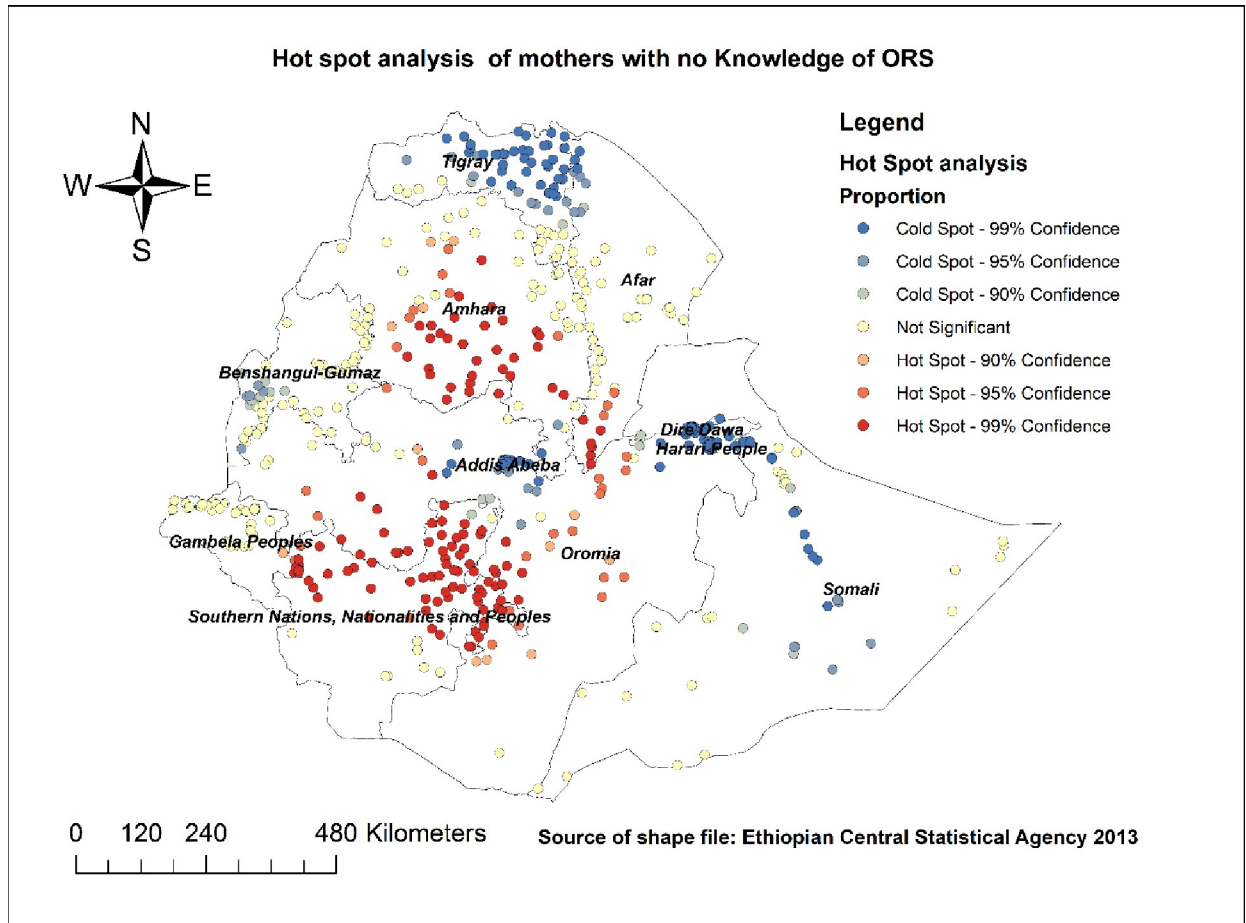 Hot spot analysis of mothers with no Knowledge of ORS
N
W
E
S
Legend
Hot Spot analysis
Proportion
Cold Spot - 99% Confidence
Cold Spot - 95% Confidence
Cold Spot - 90% Confidence
Not Significant
Hot Spot - 90% Confidence
Hot Spot - 95% Confidence
Hot Spot - 99% Confidence
Tigray
Afar
Amhara
Benshangul-Gumaz
Dire Dawa
Harari People
Addis Abeba
Gambela Peoples
Oromia
Somali
Southern Nations, Nationalities and Peoples
0 120 240 480 Kilometers
Source of shape file: Ethiopian Central Statistical Agency 2013